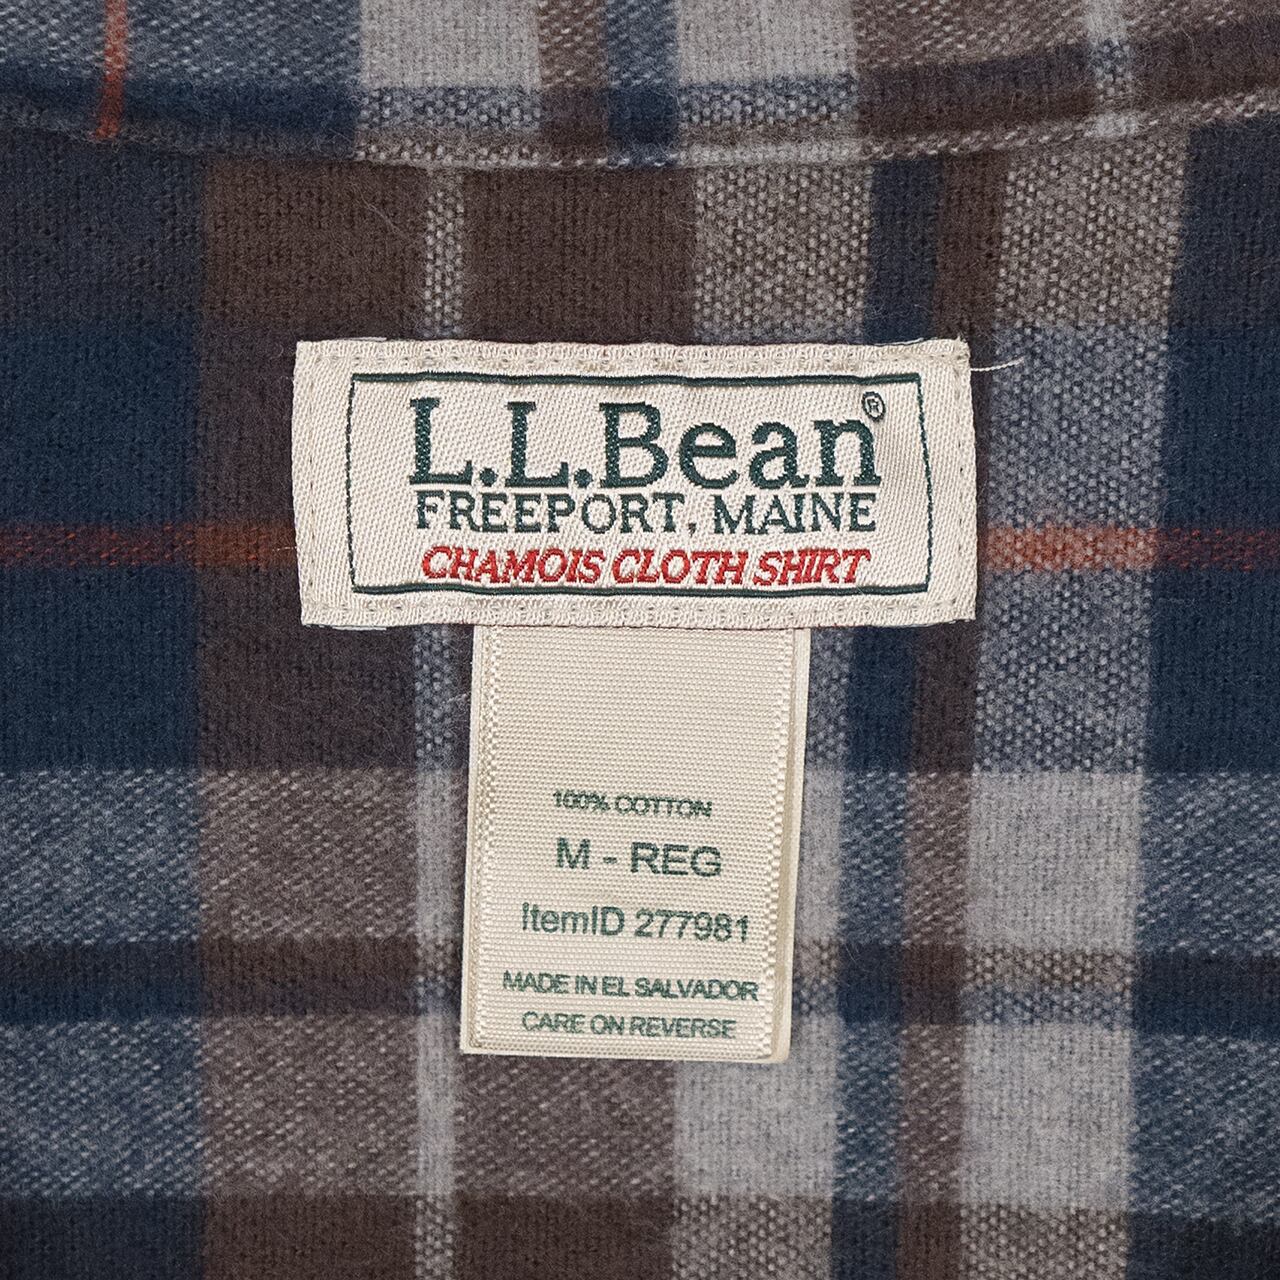 L.L.Bean®
FREEPORT, MAINE
CHAMOIS CLOTH SHIRT
100% COTTON
M - REG
ItemID 277981
MADE IN EL SALVADOR
CARE ON REVERSE